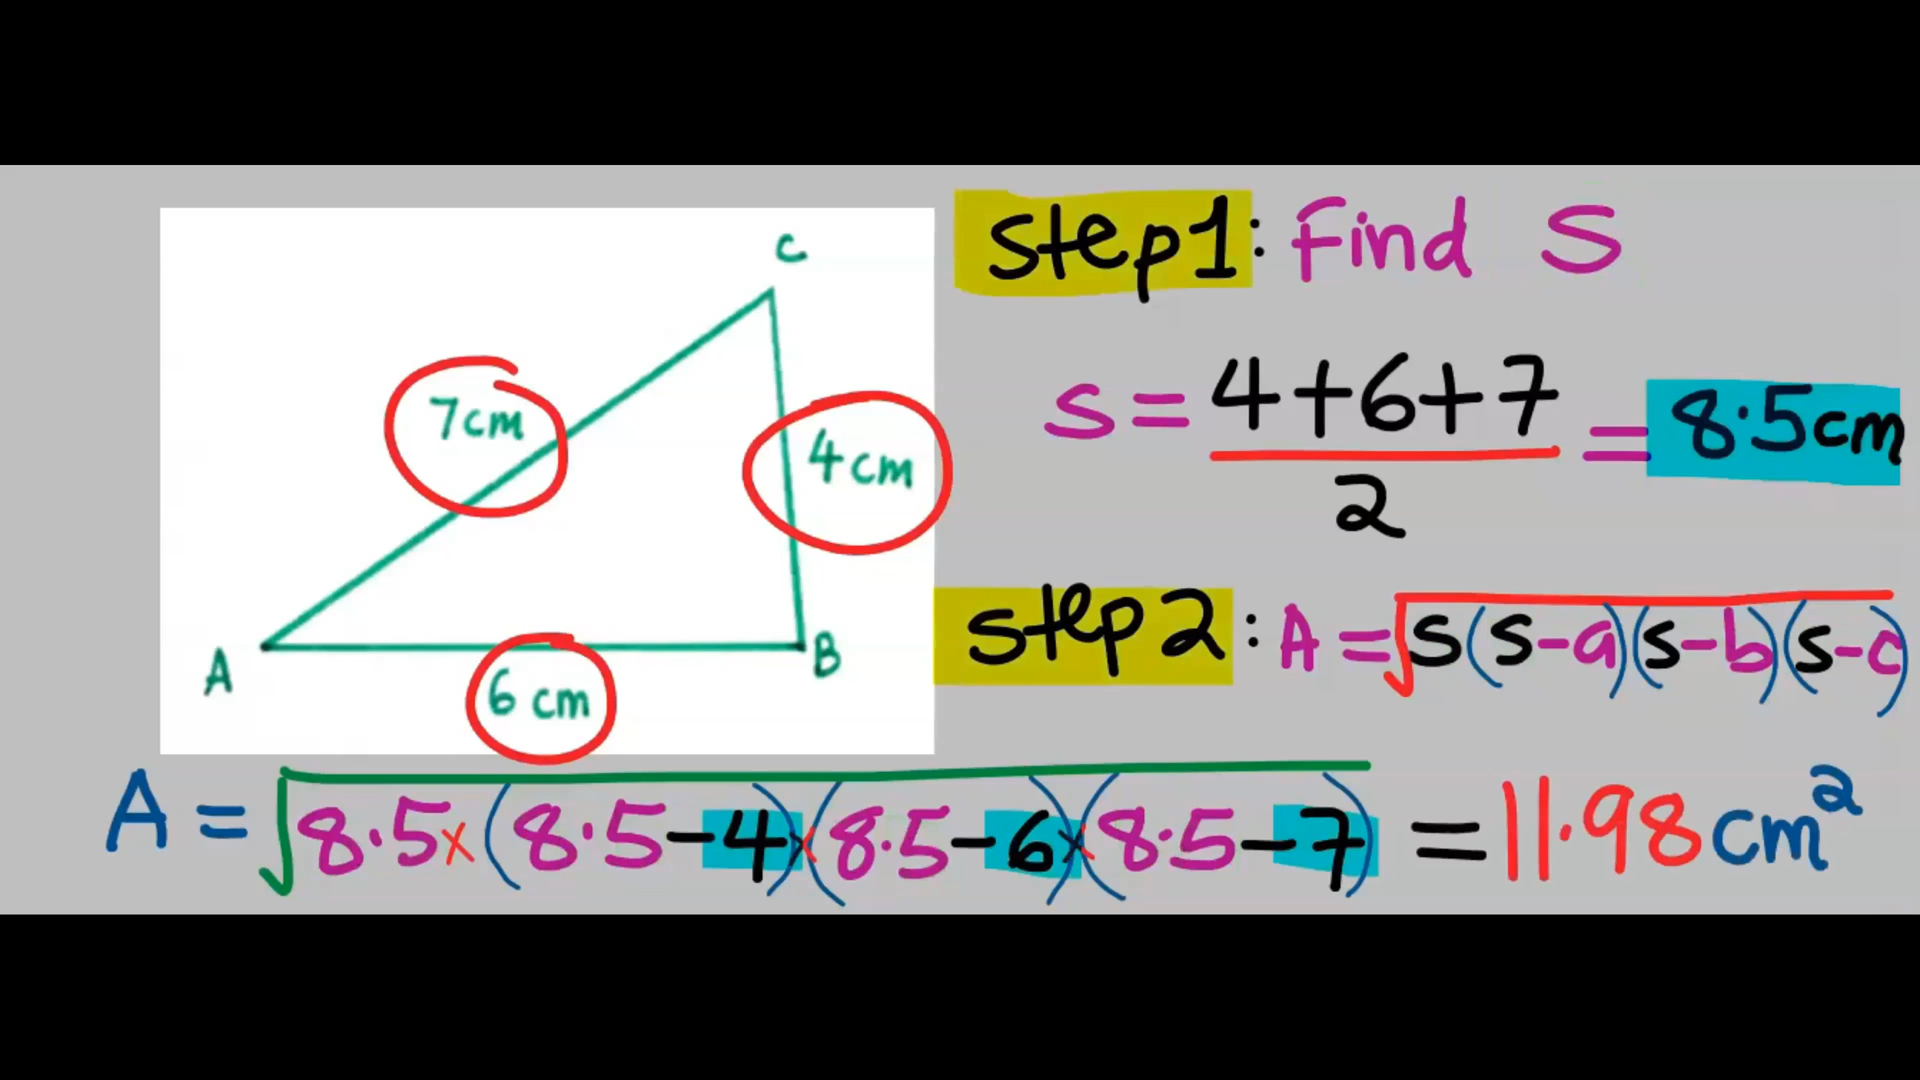 C
7cm
4cm
A
6 cm
B
Step1: Find S
S = 4+6+7 / 2 = 8.5cm
Step2: A = √S(S-a)(S-b)(S-c)
A = √8.5×(8.5-4)×(8.5-6)×(8.5-7) = 11.98cm²